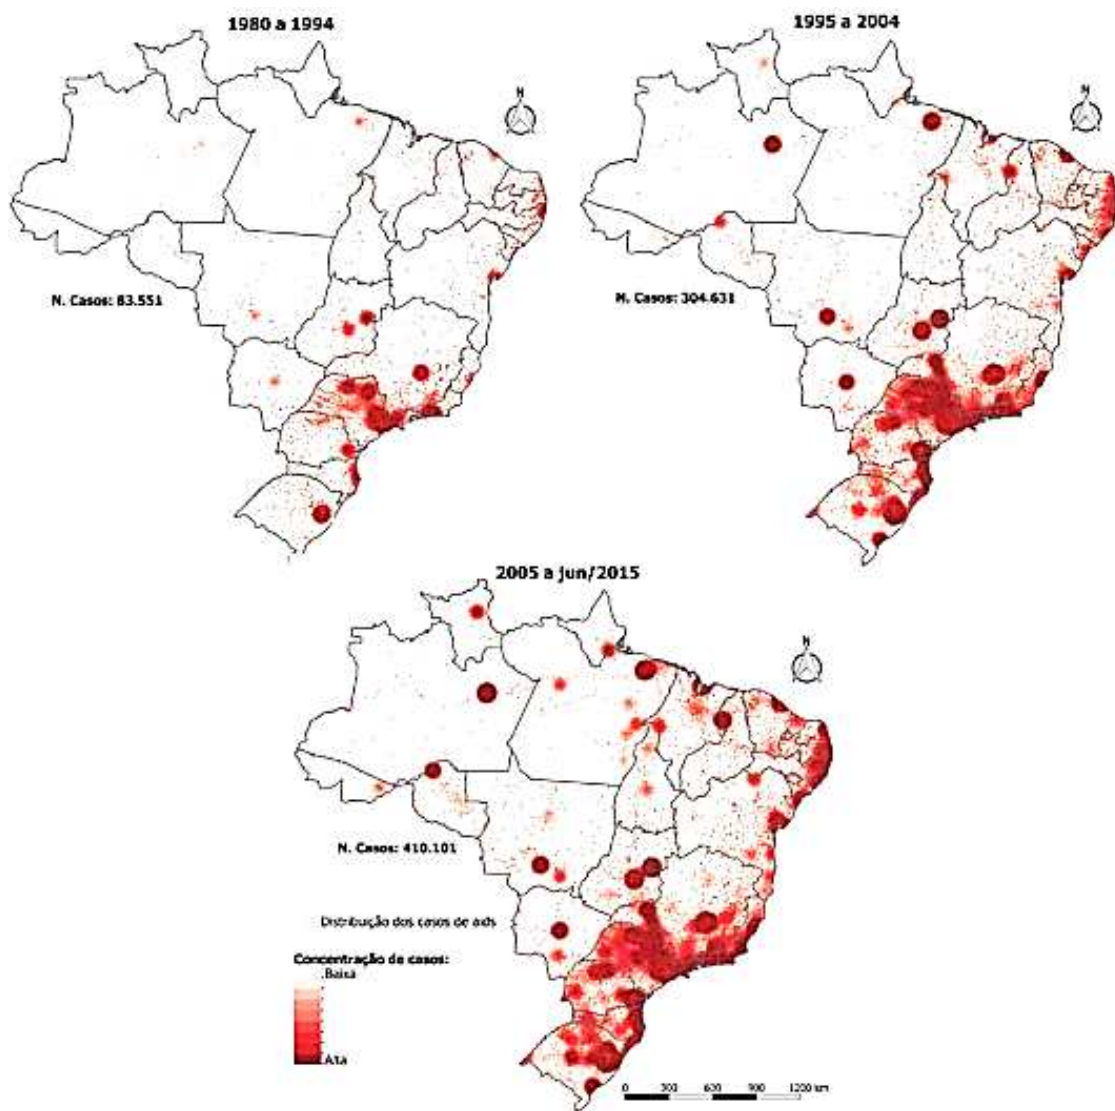 1980 a 1994
1995 a 2004
N
N
N. Casos: 83.551
N. Casos: 304.631
2005 a jun/2015
N
N. Casos: 410.101
Distribuição dos casos de aids
Concentração de casos:
Baixa
Alta
0 300 600 900 1200 km